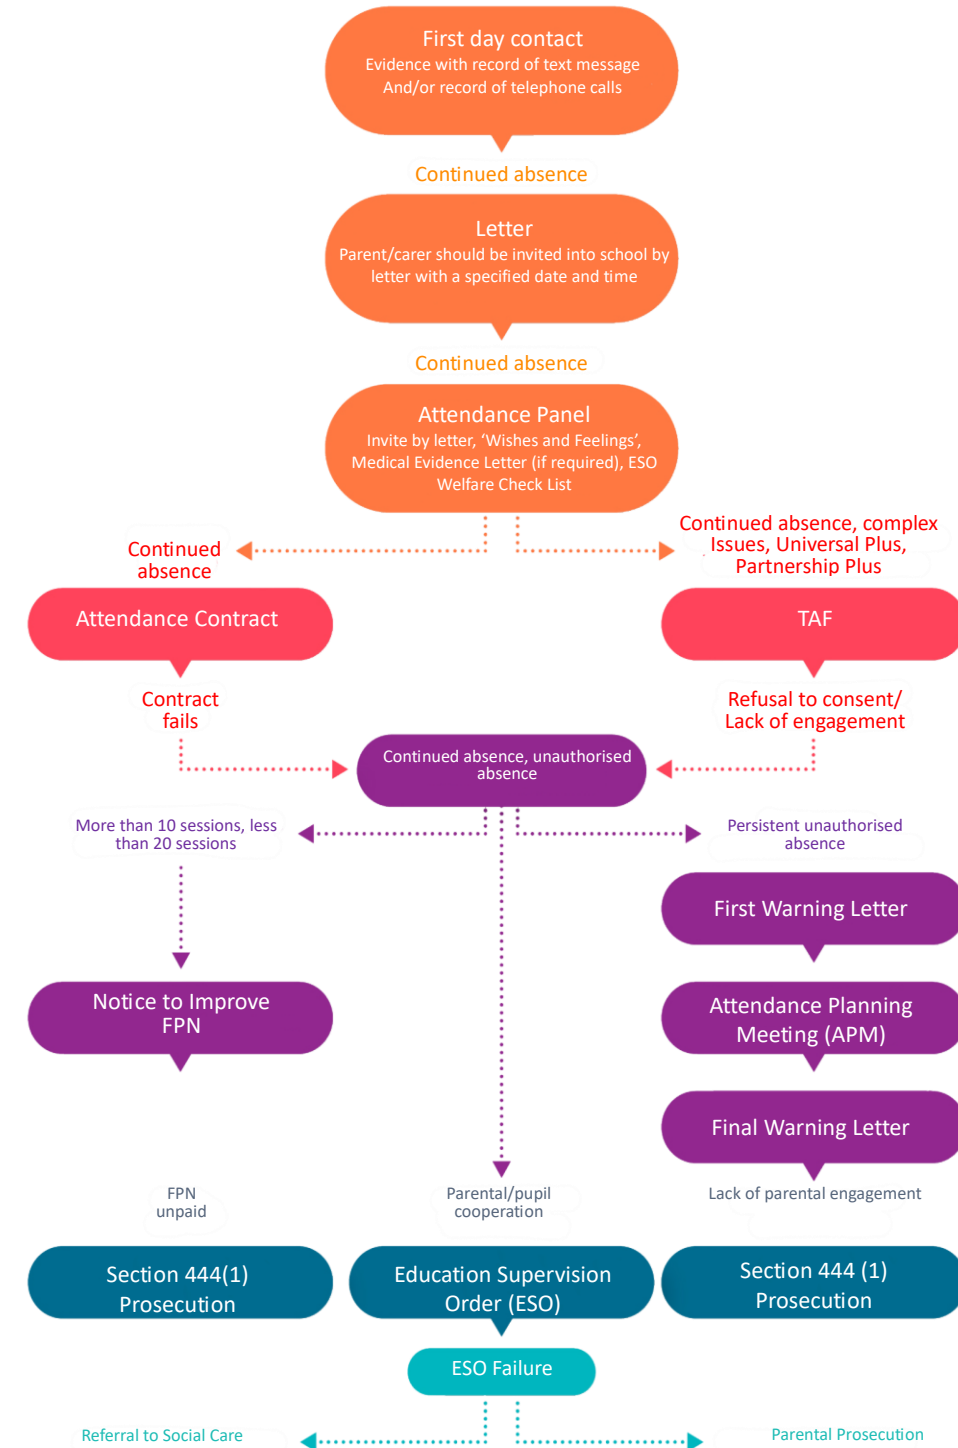 First day contact
Evidence with record of text message
And/or record of telephone calls
Continued absence
Letter
Parent/carer should be invited into school by
letter with a specified date and time
Continued absence
Attendance Panel
Invite by letter, ‘Wishes and Feelings’,
Medical Evidence Letter (if required), ESO
Welfare Check List
Continued
absence
Continued absence, complex
Issues, Universal Plus,
Partnership Plus
Attendance Contract
TAF
Contract
fails
Refusal to consent/
Lack of engagement
Continued absence, unauthorised
absence
More than 10 sessions, less
than 20 sessions
Persistent unauthorised
absence
First Warning Letter
Notice to Improve
FPN
Attendance Planning
Meeting (APM)
Final Warning Letter
FPN
unpaid
Parental/pupil
cooperation
Lack of parental engagement
Section 444(1)
Prosecution
Education Supervision
Order (ESO)
Section 444 (1)
Prosecution
ESO Failure
Referral to Social Care
Parental Prosecution